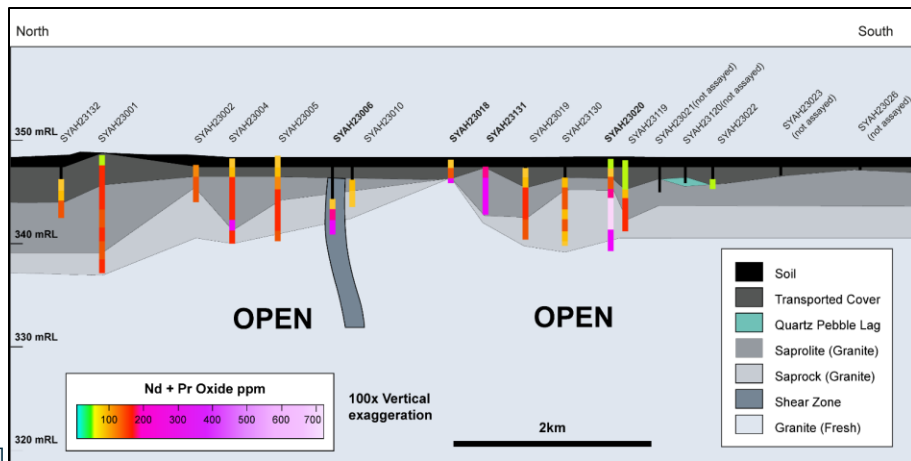 North
South
SYAH23132
SYAH23001
SYAH23002
SYAH23004
SYAH23005
SYAH23006
SYAH23010
SYAH23018
SYAH23131
SYAH23019
SYAH23130
SYAH23020
SYAH23119
SYAH23021(not assayed)
SYAH23120(not assayed)
SYAH23022
SYAH23023
(not assayed)
SYAH23026
(not assayed)
350 mRL
340 mRL
330 mRL
320 mRL
OPEN
OPEN
Nd + Pr Oxide ppm
100 200 300 400 500 600 700
100x Vertical
exaggeration
2km
Soil
Transported Cover
Quartz Pebble Lag
Saprolite (Granite)
Saprock (Granite)
Shear Zone
Granite (Fresh)